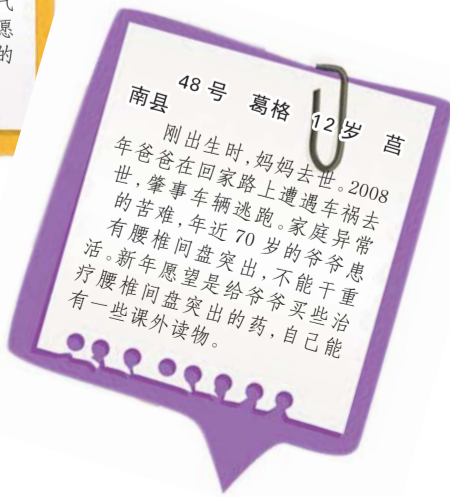 气
愿
的
48号 葛格 12岁 莒
南县
刚出生时,妈妈去世。2008
年爸爸在回家路上遭遇车祸去
世,肇事车辆逃跑。家庭异常
的苦难,年近 70 岁的爷爷患
有腰椎间盘突出,不能干重
活。新年愿望是给爷爷买些治
疗腰椎间盘突出的药,自己能
有一些课外读物。